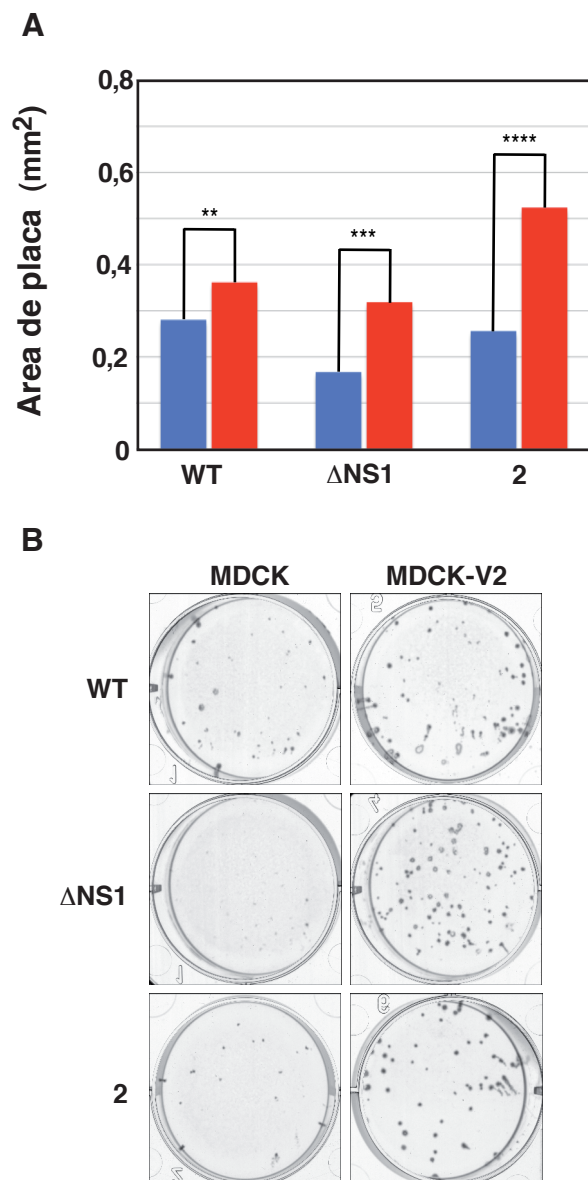 A
Area de placa (mm2)
0,8
0,6
0,4
0,2
0
**
***
****
WT
ΔNS1
2
B
MDCK
MDCK-V2
WT
ΔNS1
2